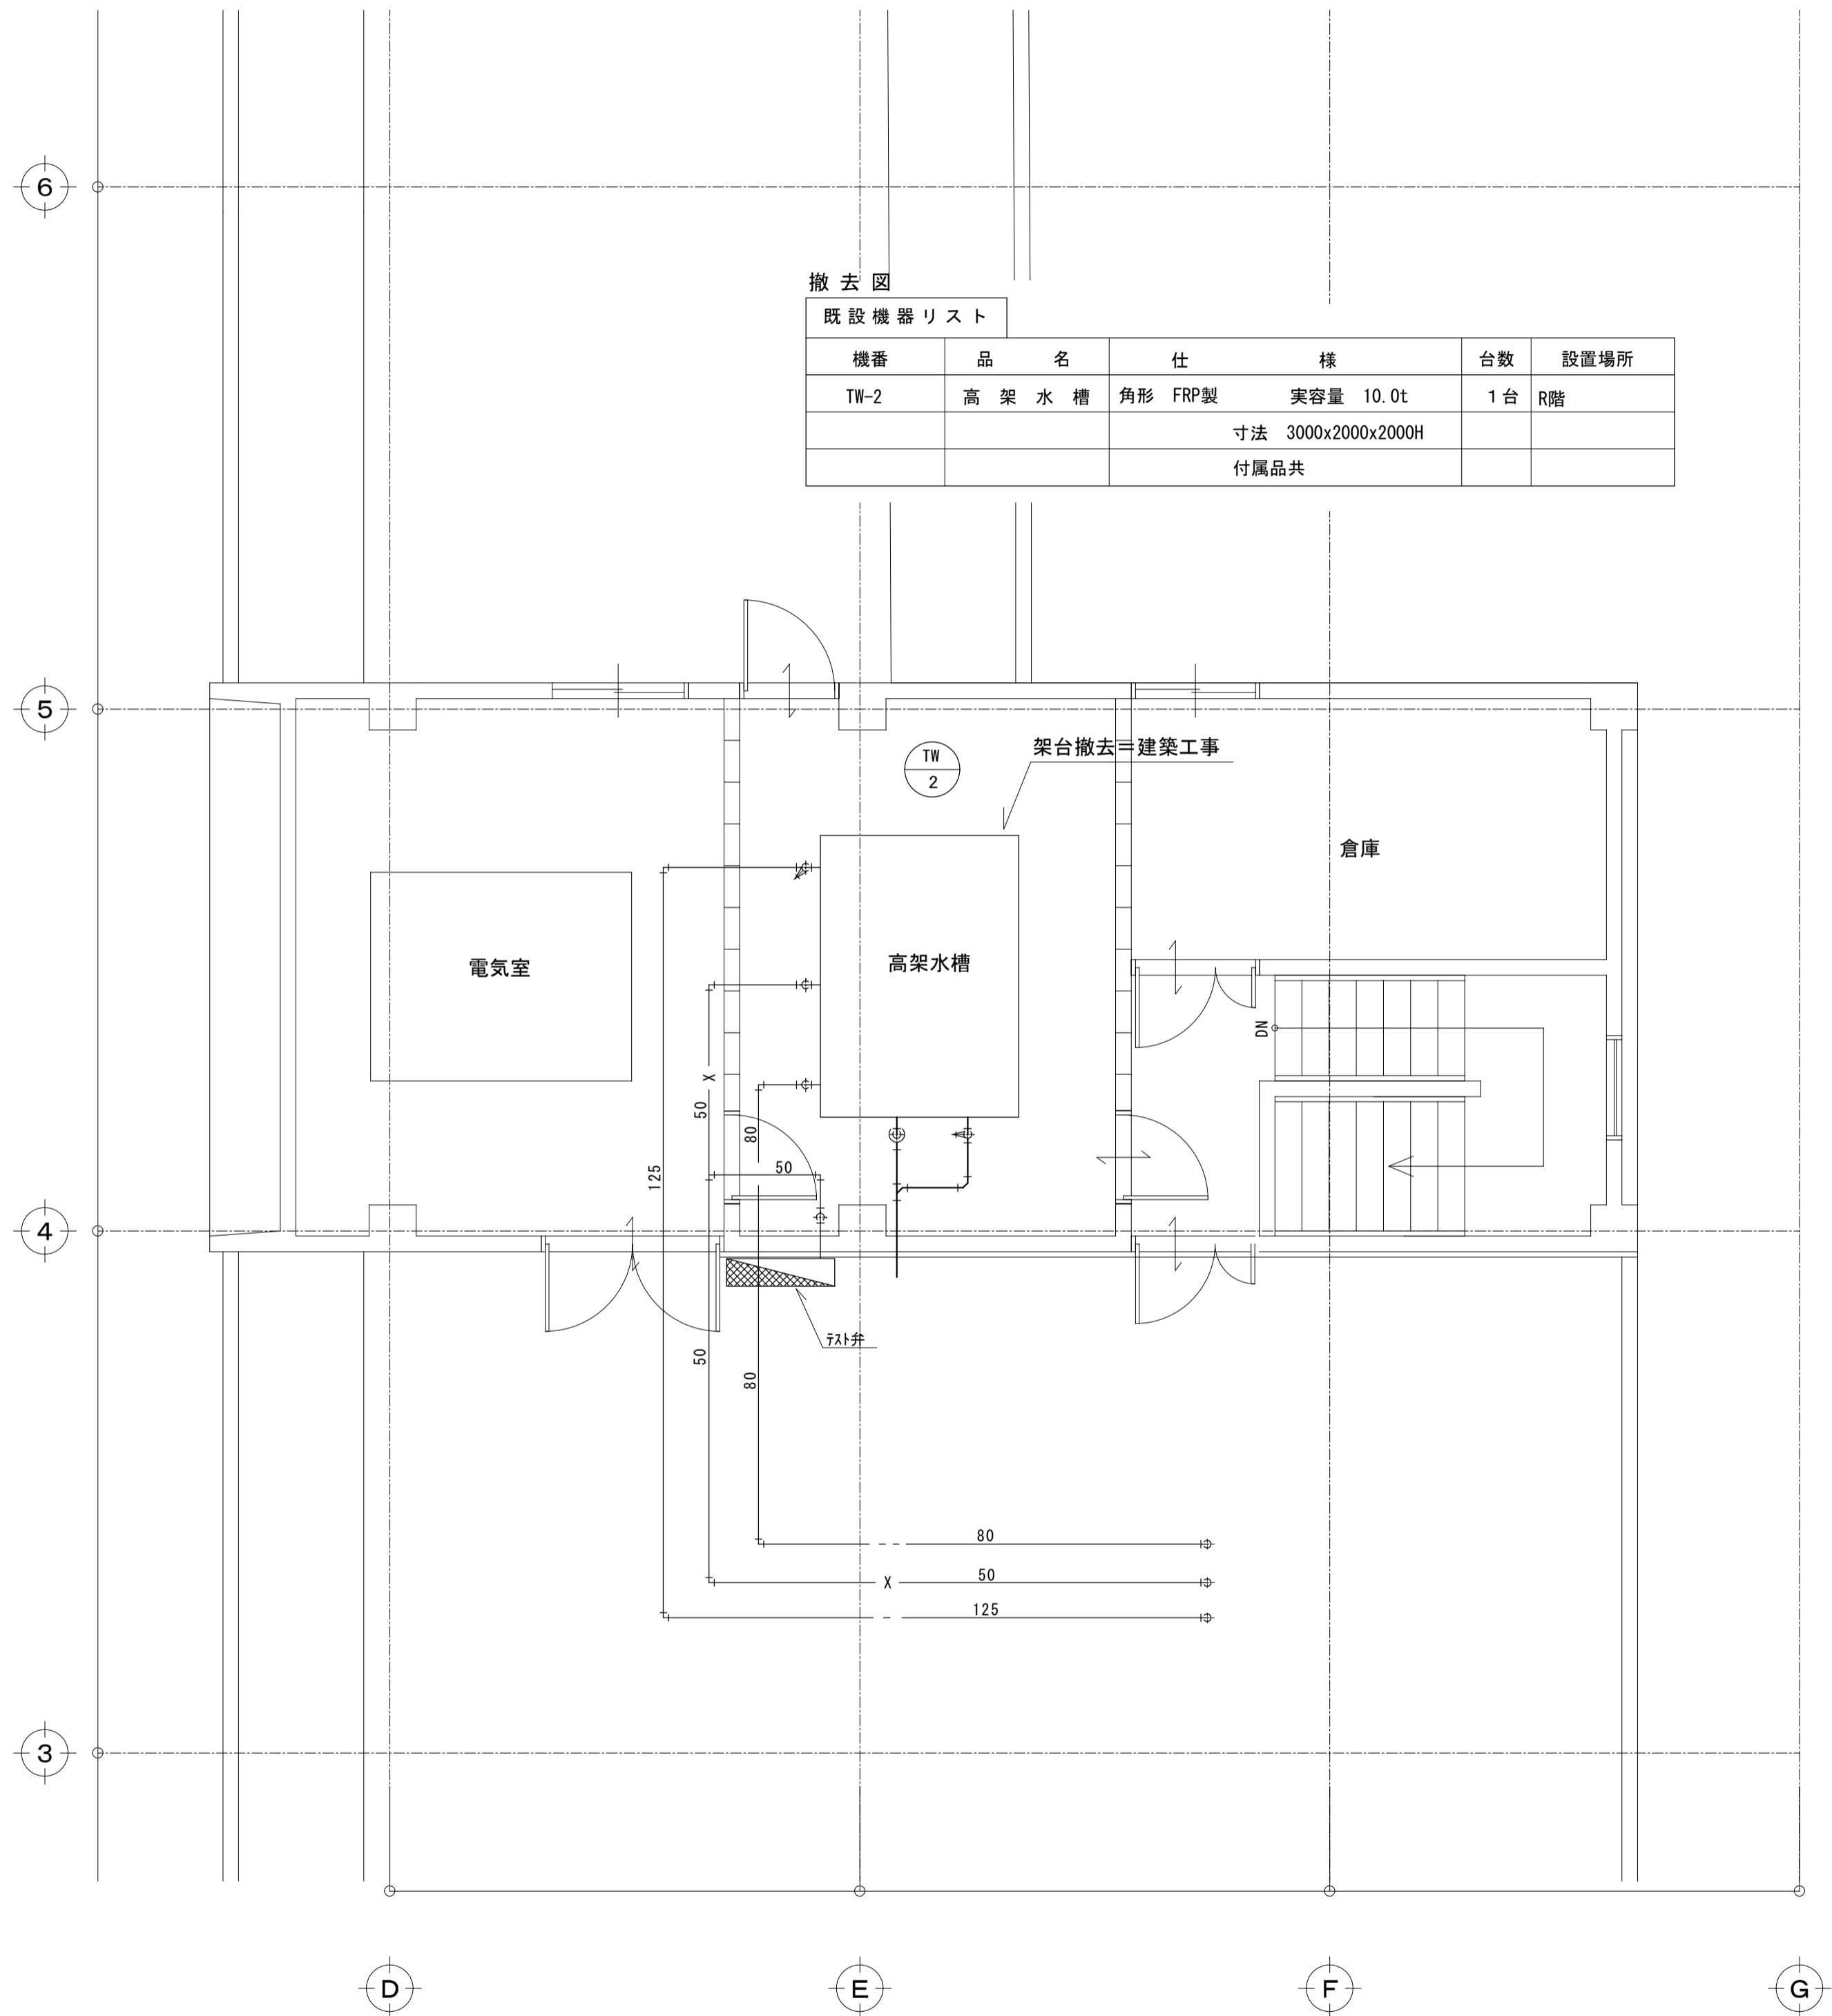 6
撤去図
既設機器リスト
機番 品名 仕様 台数 設置場所
TW-2 高架水槽 角形 FRP製 実容量 10.0t 1台 R階
寸法 3000x2000x2000H
付属品共
5
架台撤去=建築工事
TW
2
倉庫
電気室
高架水槽
DN
X
50
80
125
50
4
テスト弁
50
80
80
X
50
125
3
D
E
F
G